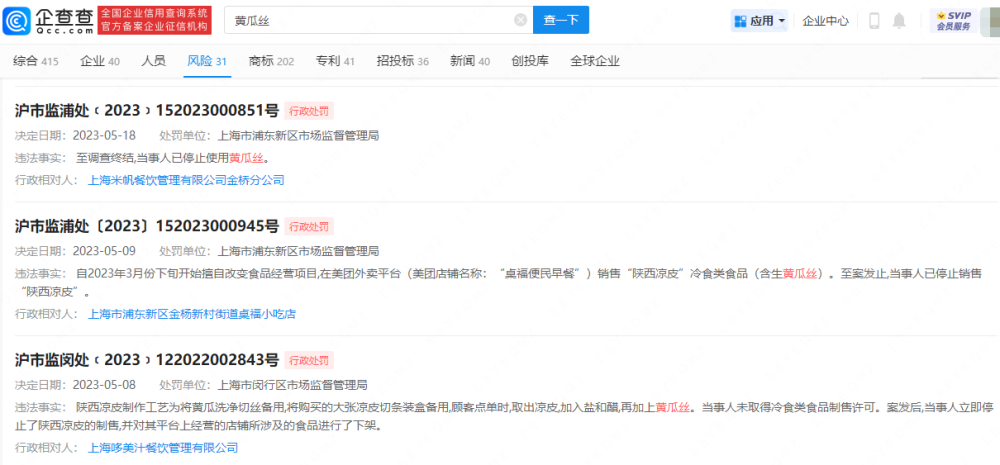 企查查
Qcc.com
全国企业信用查询系统
官方备案企业征信机构
黄瓜丝
查一下
应用
企业中心
SVIP
会员服务
综合 415 企业 40 人员 风险 31 商标 202 专利 41 招投标 36 新闻 40 创投库 全球企业
沪市监浦处﹝2023﹞152023000851号 行政处罚
决定日期: 2023-05-18 处罚单位: 上海市浦东新区市场监督管理局
违法事实: 至调查终结,当事人已停止使用黄瓜丝。
行政相对人: 上海米帆餐饮管理有限公司金桥分公司
沪市监浦处〔2023〕152023000945号 行政处罚
决定日期: 2023-05-09 处罚单位: 上海市浦东新区市场监督管理局
违法事实: 自2023年3月份下旬开始擅自改变食品经营项目,在美团外卖平台（美团店铺名称：“桌福便民早餐”）销售“陕西凉皮”冷食类食品（含生黄瓜丝）。至案发止,当事人已停止销售
“陕西凉皮”。
行政相对人: 上海市浦东新区金杨新村街道桌福小吃店
沪市监闵处﹝2023﹞122022002843号 行政处罚
决定日期: 2023-05-08 处罚单位: 上海市闵行区市场监督管理局
违法事实: 陕西凉皮制作工艺为将黄瓜洗净切丝备用,将购买的大张凉皮切条装盒备用,顾客点单时,取出凉皮,加入盐和醋,再加上黄瓜丝。当事人未取得冷食类食品制售许可。案发后,当事人立即停
止了陕西凉皮的制售,并对其平台上经营的店铺所涉及的食品进行了下架。
行政相对人: 上海哆美汁餐饮管理有限公司